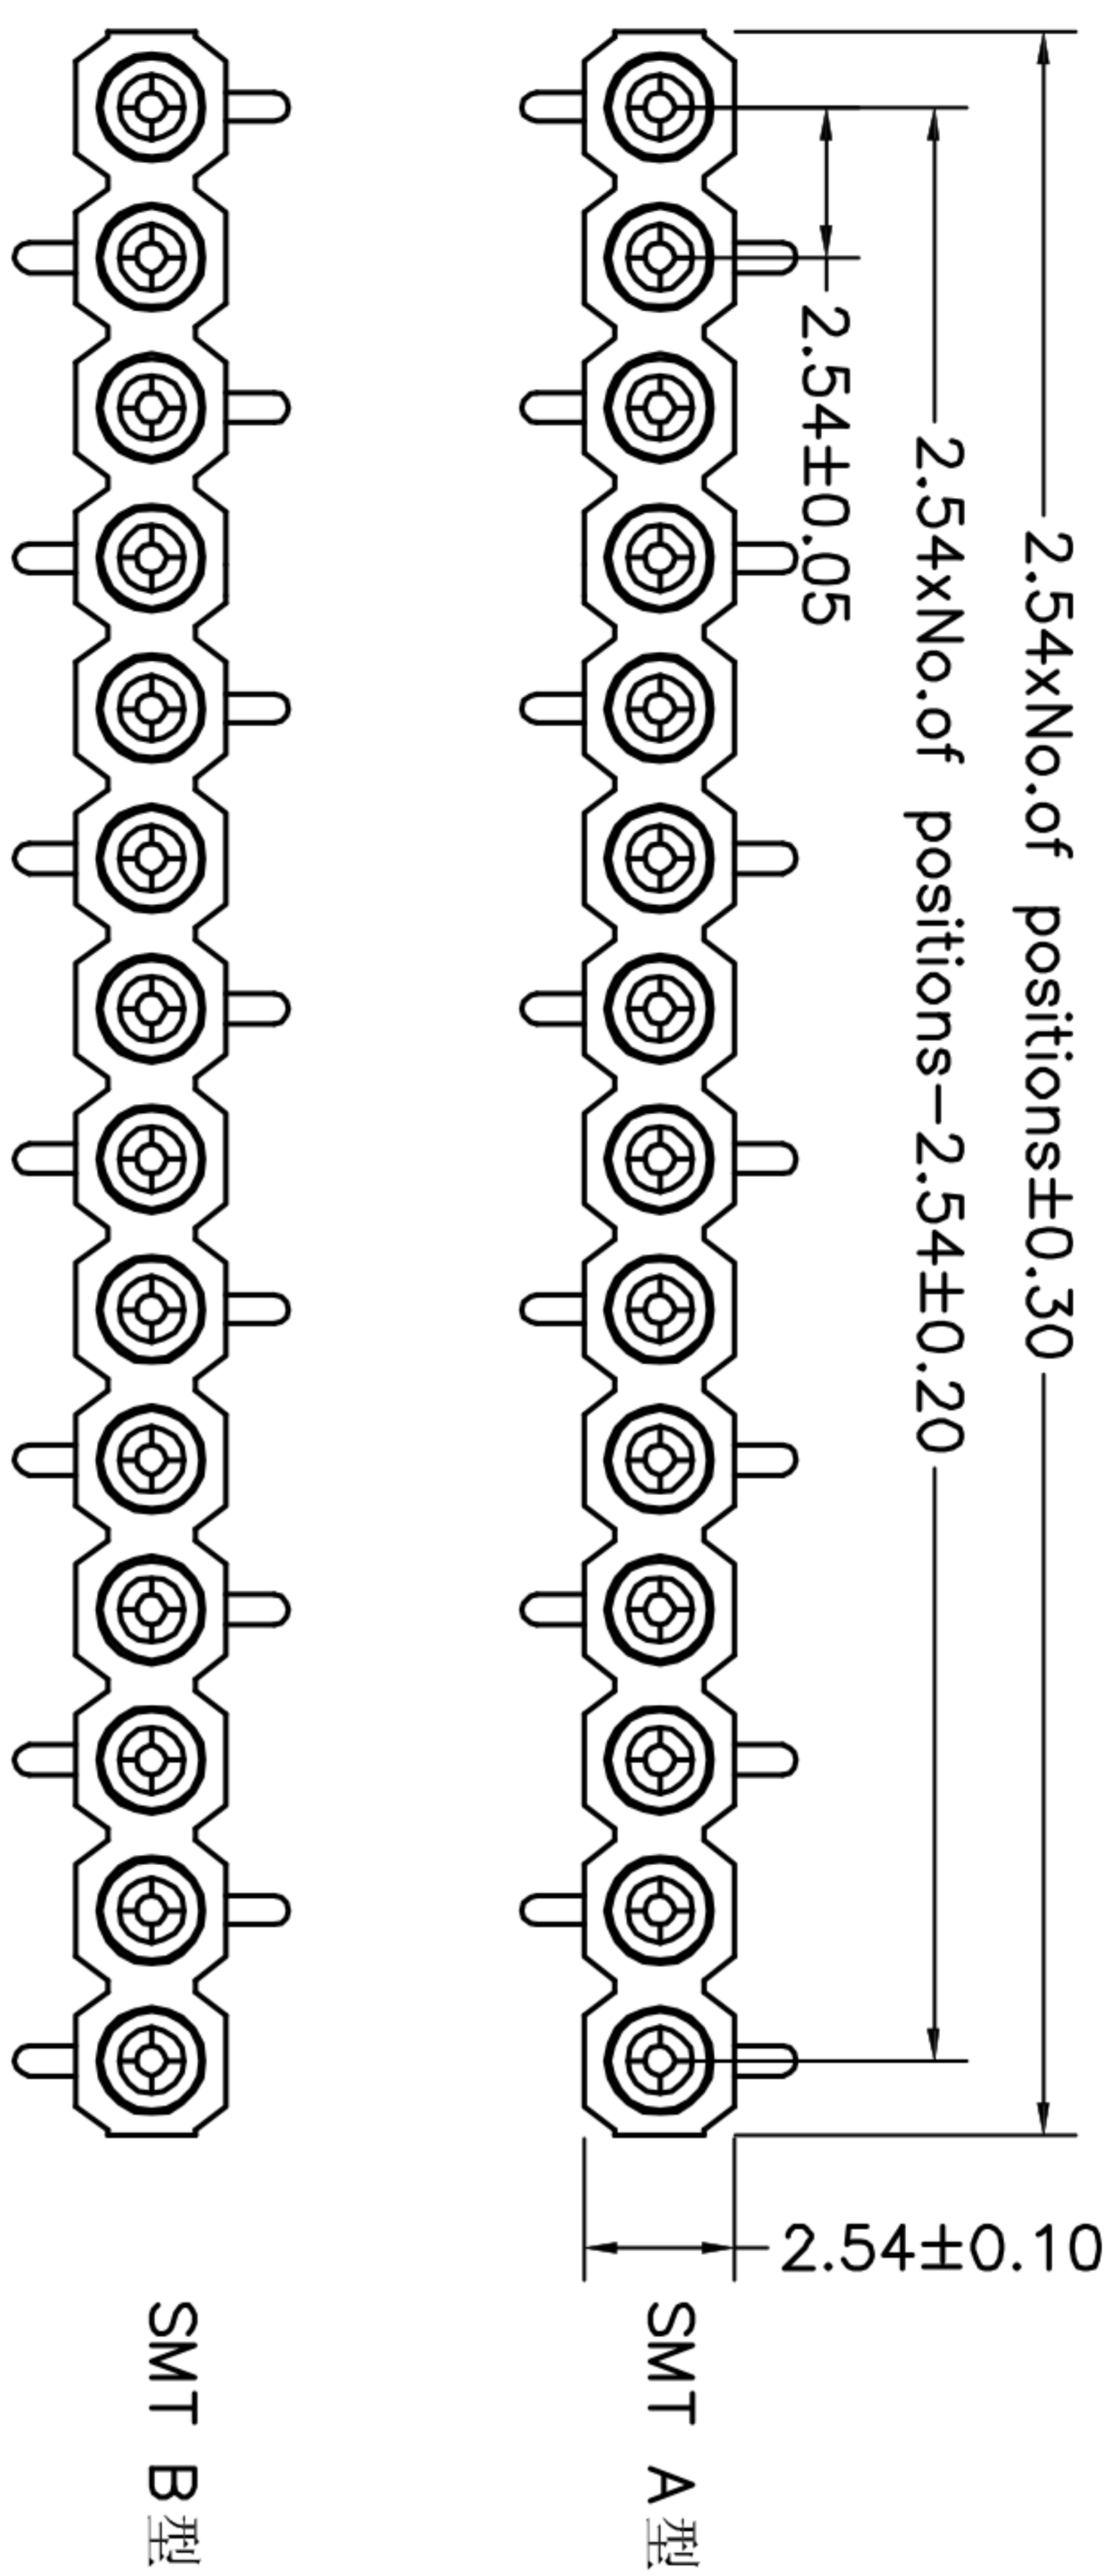 2.54xNo.of positions±0.30
2.54xNo.of positions-2.54±0.20
2.54±0.05
2.54±0.10
SMT A型
SMT B型